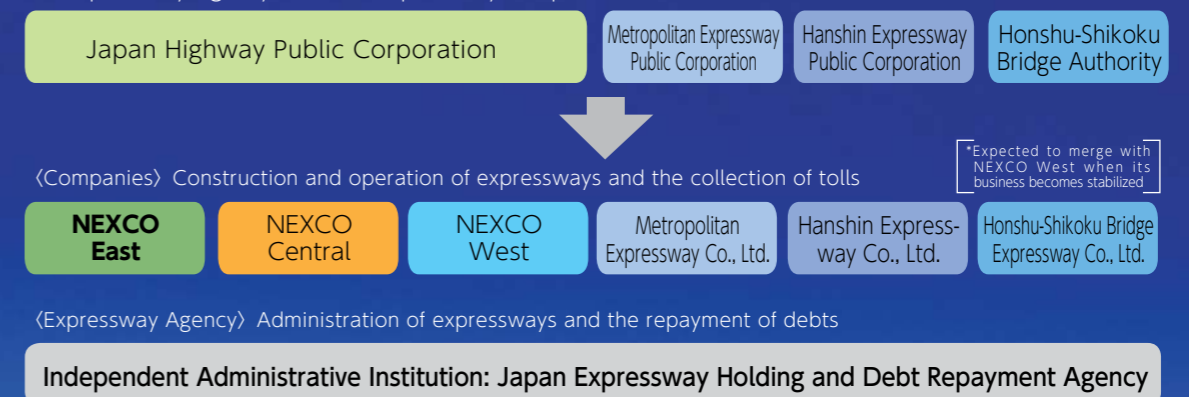 Japan Highway Public Corporation
Metropolitan Expressway
Public Corporation
Hanshin Expressway
Public Corporation
Honshu-Shikoku
Bridge Authority
*Expected to merge with
NEXCO West when its
business becomes stabilized
〈Companies〉 Construction and operation of expressways and the collection of tolls
NEXCO
East
NEXCO
Central
NEXCO
West
Metropolitan
Expressway Co., Ltd.
Hanshin Express-
way Co., Ltd.
Honshu-Shikoku Bridge
Expressway Co., Ltd.
〈Expressway Agency〉 Administration of expressways and the repayment of debts
Independent Administrative Institution: Japan Expressway Holding and Debt Repayment Agency